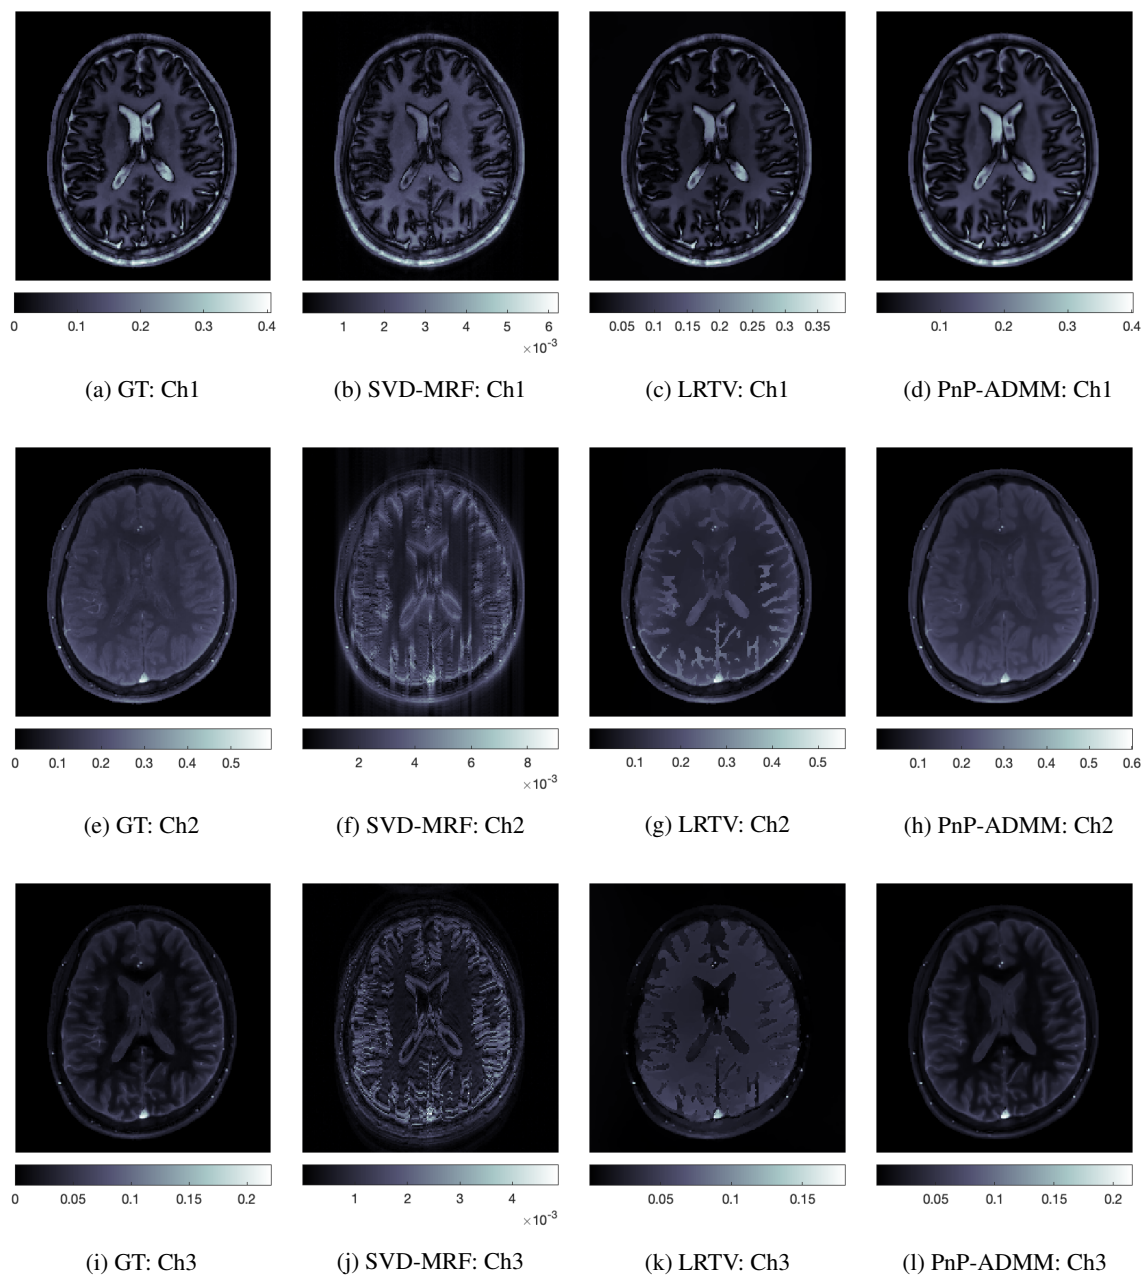 0 0.1 0.2 0.3 0.4
1 2 3 4 5 6
×10⁻³
0.05 0.1 0.15 0.2 0.25 0.3 0.35
0.1 0.2 0.3 0.4
(a) GT: Ch1
(b) SVD-MRF: Ch1
(c) LRTV: Ch1
(d) PnP-ADMM: Ch1
0 0.1 0.2 0.3 0.4 0.5
2 4 6 8
×10⁻³
0.1 0.2 0.3 0.4 0.5
0.1 0.2 0.3 0.4 0.5 0.6
(e) GT: Ch2
(f) SVD-MRF: Ch2
(g) LRTV: Ch2
(h) PnP-ADMM: Ch2
0 0.05 0.1 0.15 0.2
1 2 3 4
×10⁻³
0.05 0.1 0.15
0.05 0.1 0.15 0.2
(i) GT: Ch3
(j) SVD-MRF: Ch3
(k) LRTV: Ch3
(l) PnP-ADMM: Ch3